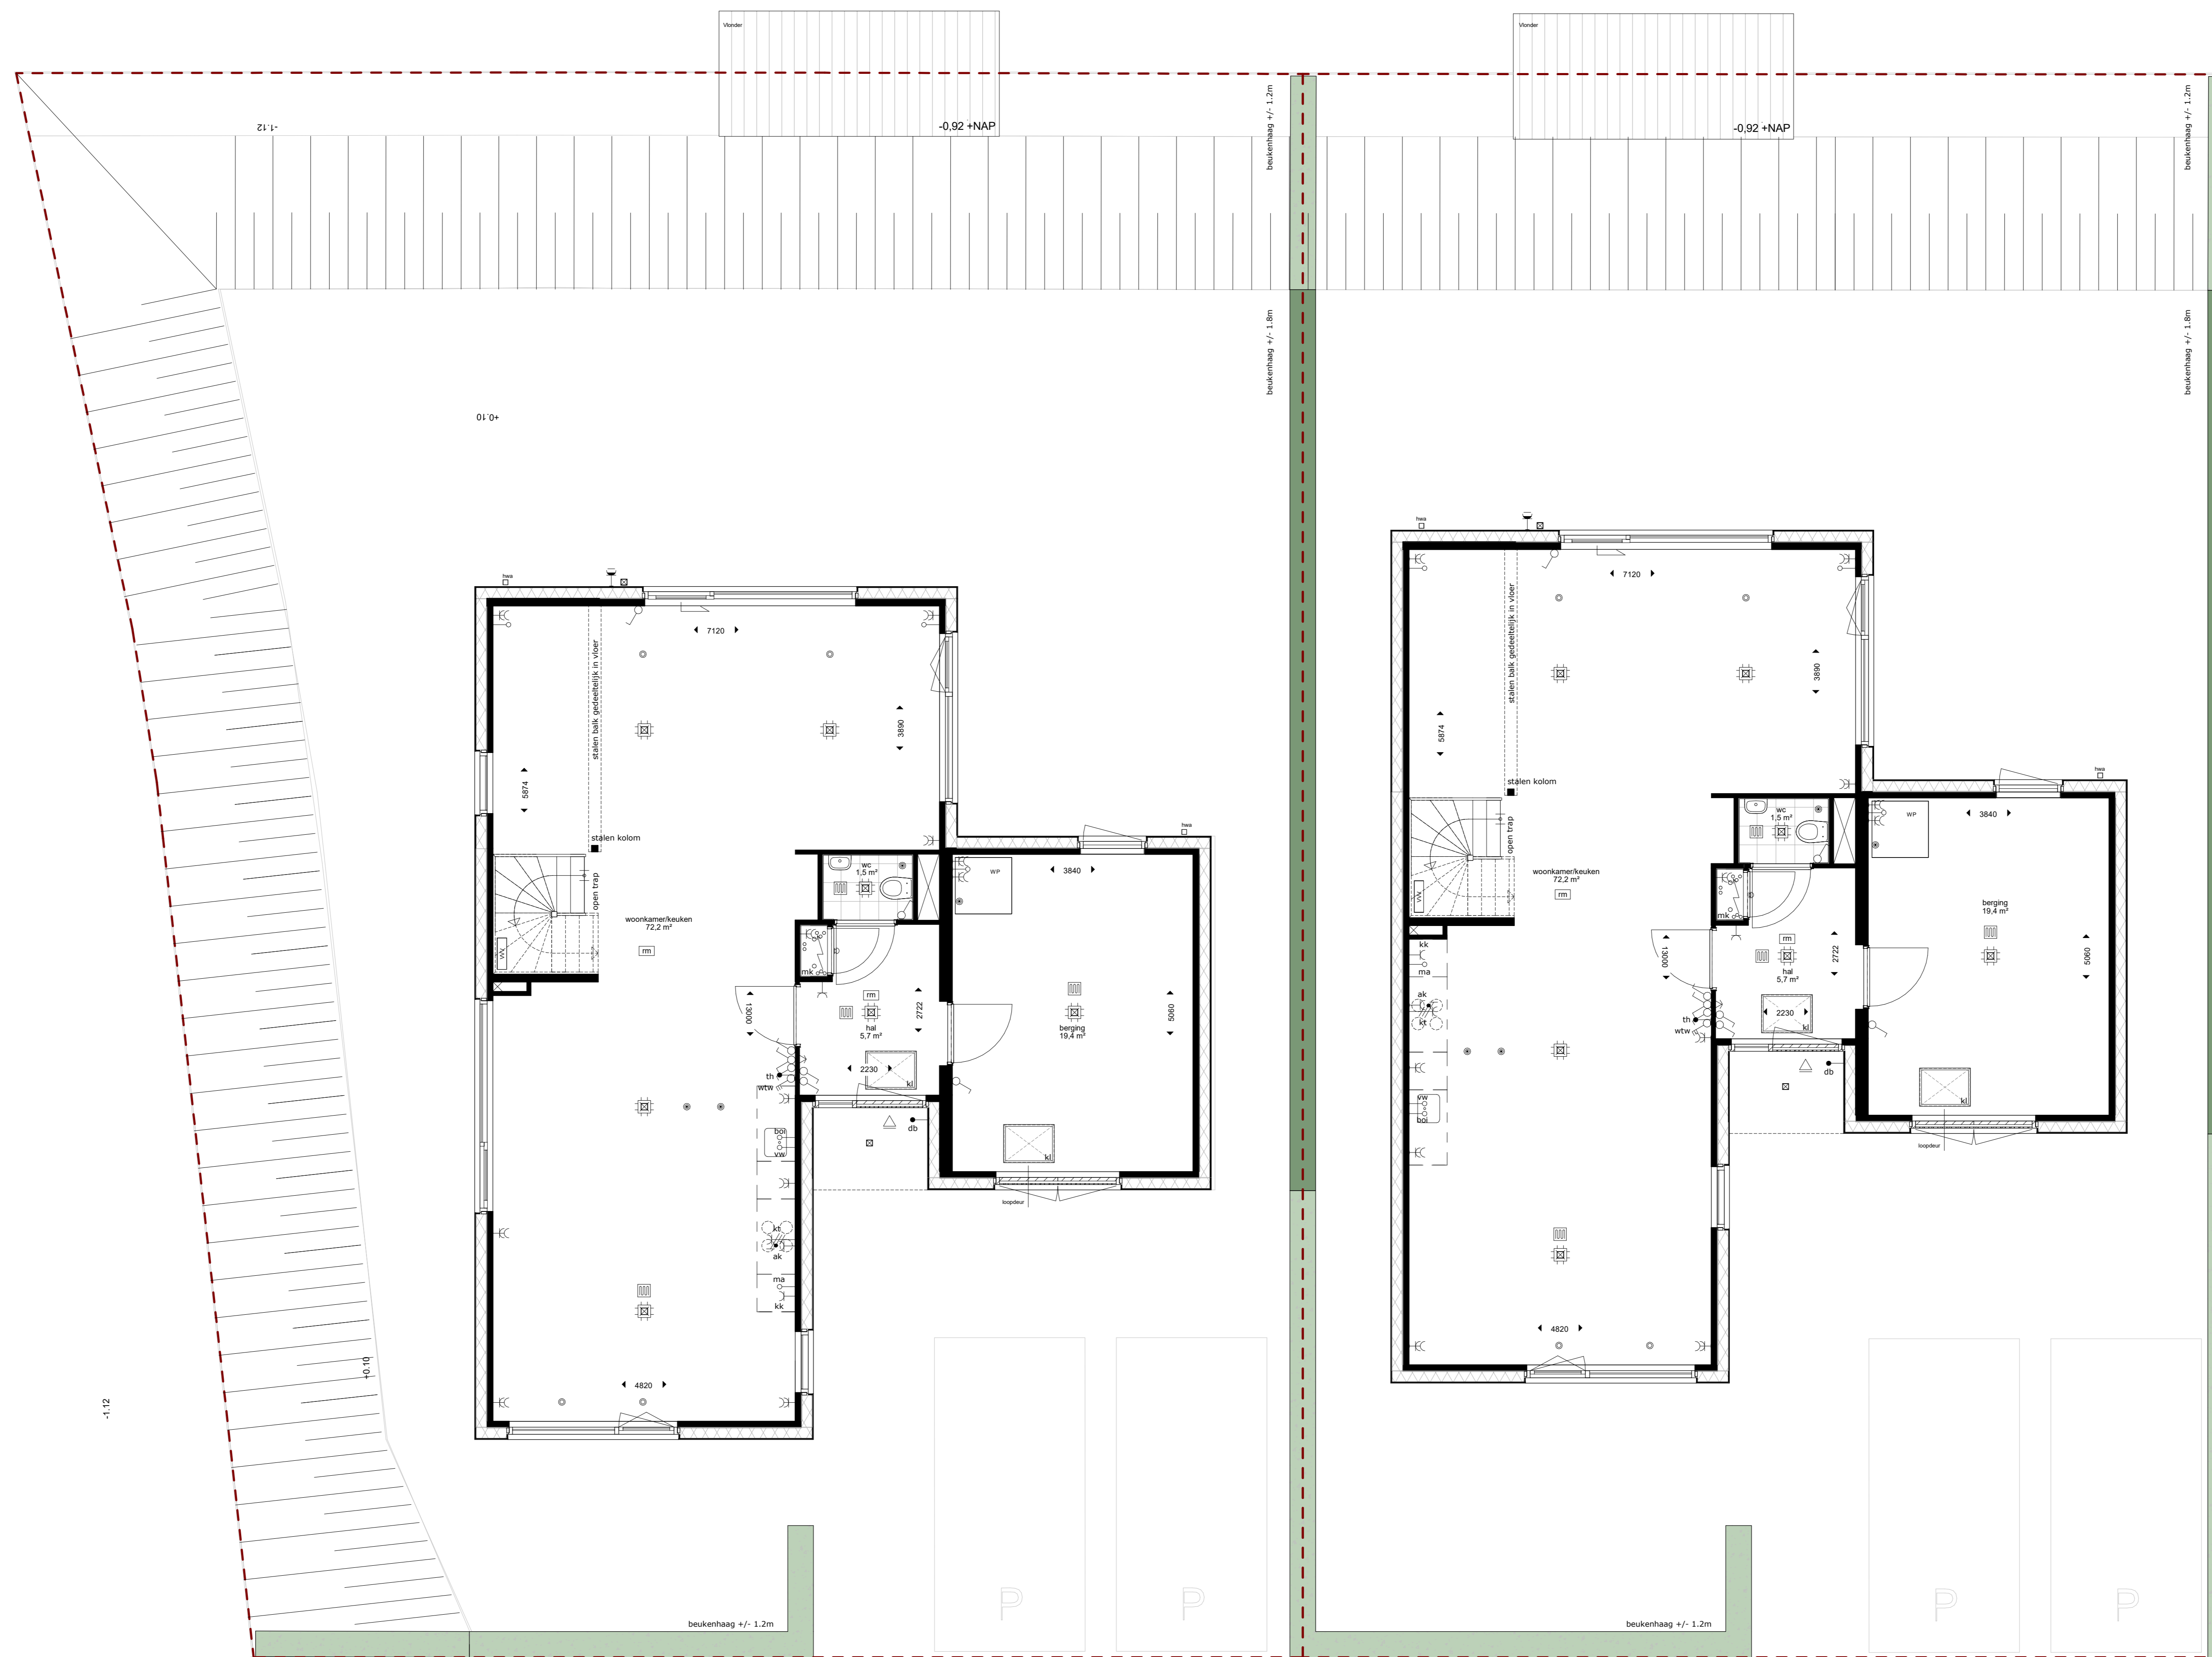 Vlonder
-0,92 +NAP
-1.12
beukenhaag +/- 1.2m
beukenhaag +/- 1.8m
+0.10
hwa
7120
stalen balk gedeeltelijk in vloer
3890
5874
stalen kolom
open trap
VV
woonkamer/keuken
72,2 m²
rm
wc
1,5 m²
mk
13000
rm
hal
5,7 m²
2722
2230
kl
th
wtw
db
hwa
WP
3840
berging
19,4 m²
5060
kl
loopdeur
boi
vw
kt
ak
ma
kk
4820
+0.10
-1.12
P
P
beukenhaag +/- 1.2m
Vlonder
-0,92 +NAP
beukenhaag +/- 1.2m
beukenhaag +/- 1.8m
hwa
7120
stalen balk gedeeltelijk in vloer
3890
5874
stalen kolom
open trap
VV
woonkamer/keuken
72,2 m²
rm
wc
1,5 m²
mk
13000
rm
hal
5,7 m²
2722
2230
kl
th
wtw
db
hwa
WP
3840
berging
19,4 m²
5060
kl
loopdeur
kk
ma
ak
kt
vw
boi
4820
P
P
beukenhaag +/- 1.2m